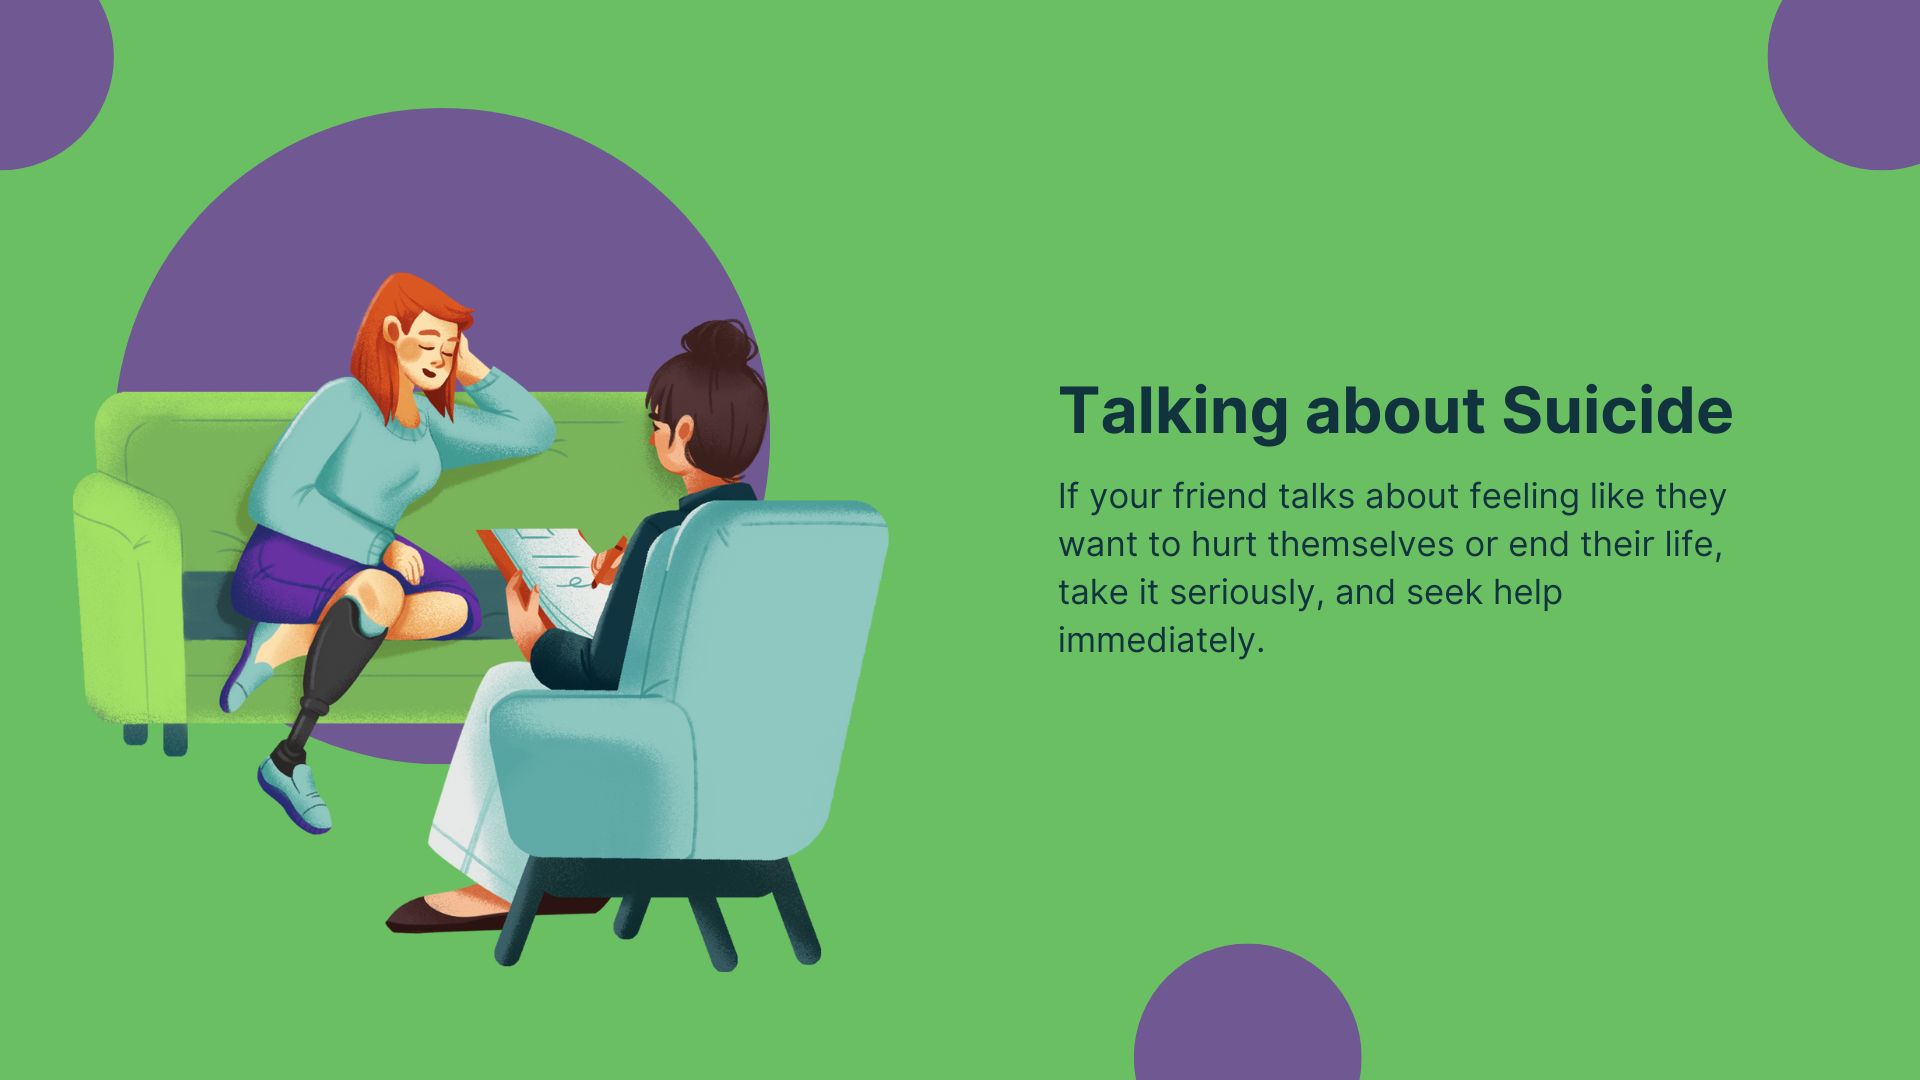 Talking about Suicide
If your friend talks about feeling like they
want to hurt themselves or end their life,
take it seriously, and seek help
immediately.